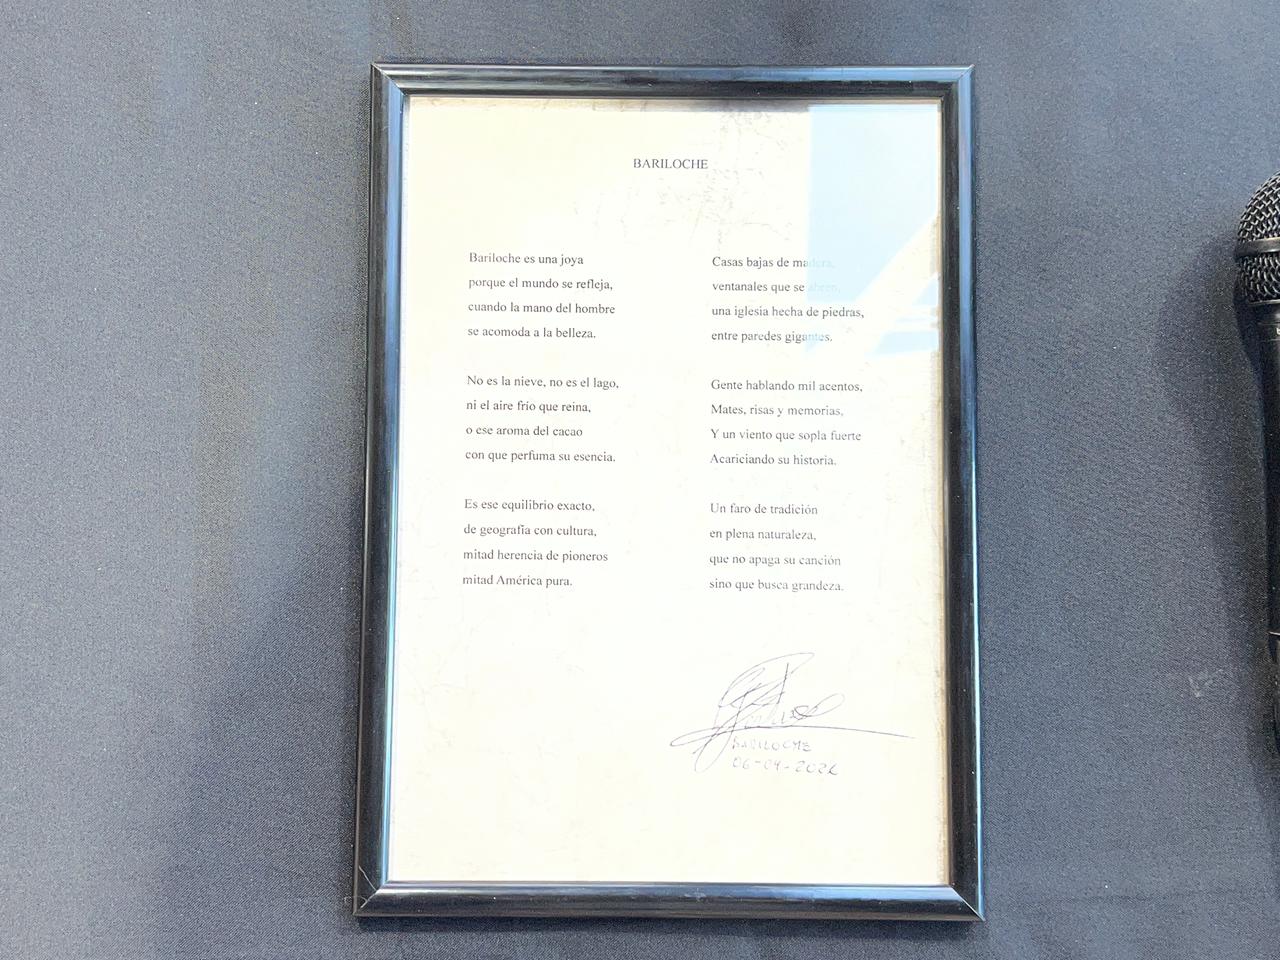 BARILOCHE
Bariloche es una joya
porque el mundo se refleja,
cuando la mano del hombre
se acomoda a la belleza.
No es la nieve, no es el lago,
ni el aire frío que reina,
o ese aroma del cacao
con que perfuma su esencia.
Es ese equilibrio exacto,
de geografía con cultura,
mitad herencia de pioneros
mitad América pura.
Casas bajas de madera,
ventanales que se abren,
una iglesia hecha de piedras,
entre paredes gigantes.
Gente hablando mil acentos,
Mates, risas y memorias,
Y un viento que sopla fuerte
Acariciando su historia.
Un faro de tradición
en plena naturaleza,
que no apaga su canción
sino que busca grandeza.
BARILOCHE